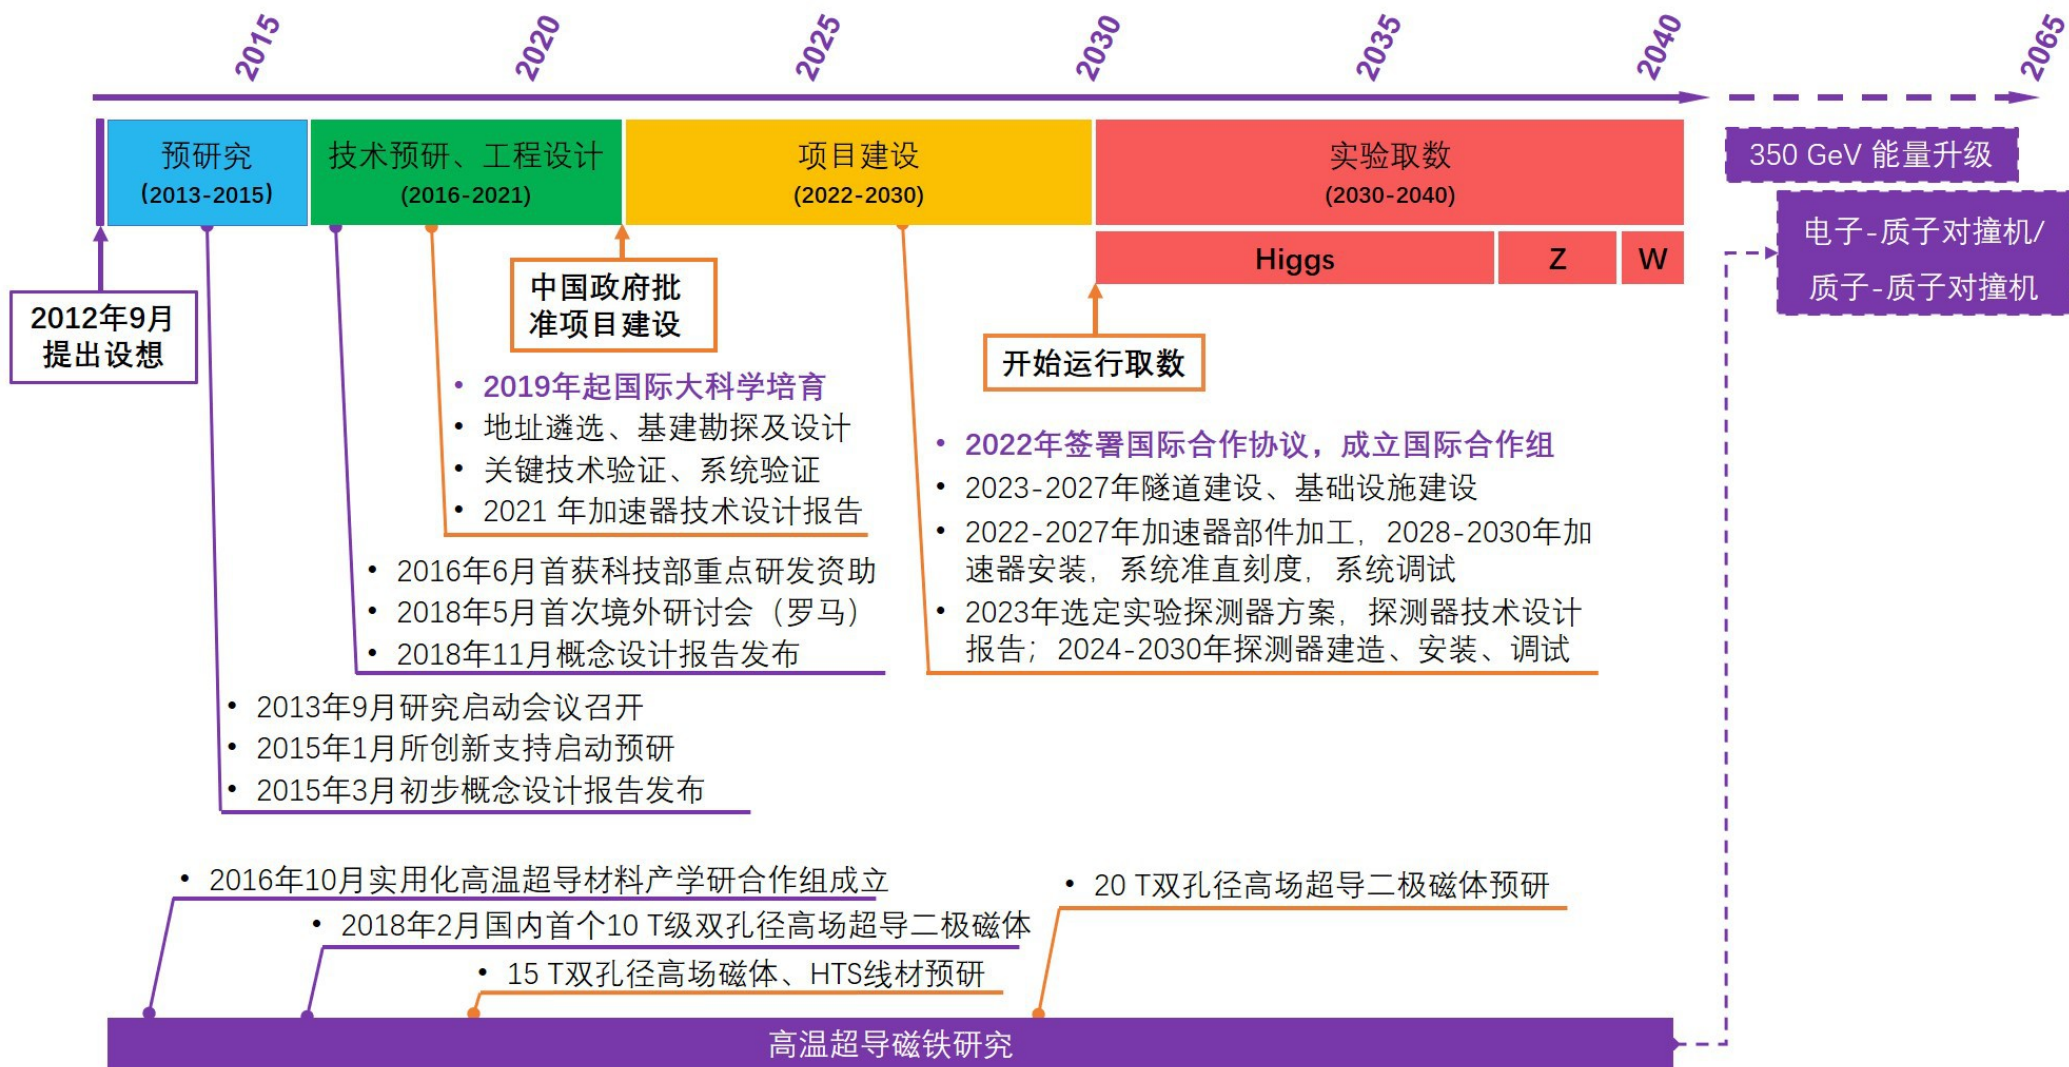 2015
2020
2025
2030
2035
2040
2065
预研究
(2013-2015)
技术预研、工程设计
(2016-2021)
项目建设
(2022-2030)
实验取数
(2030-2040)
350 GeV 能量升级
Higgs
Z
W
电子-质子对撞机/
质子-质子对撞机
2012年9月
提出设想
中国政府批
准项目建设
开始运行取数
• 2019年起国际大科学培育
• 地址遴选、基建勘探及设计
• 关键技术验证、系统验证
• 2021 年加速器技术设计报告
• 2022年签署国际合作协议，成立国际合作组
• 2023-2027年隧道建设、基础设施建设
• 2022-2027年加速器部件加工，2028-2030年加
速器安装，系统准直刻度，系统调试
• 2023年选定实验探测器方案，探测器技术设计
报告；2024-2030年探测器建造、安装、调试
• 2016年6月首获科技部重点研发资助
• 2018年5月首次境外研讨会（罗马）
• 2018年11月概念设计报告发布
• 2013年9月研究启动会议召开
• 2015年1月所创新支持启动预研
• 2015年3月初步概念设计报告发布
• 2016年10月实用化高温超导材料产学研合作组成立
• 20 T双孔径高场超导二极磁体预研
• 2018年2月国内首个10 T级双孔径高场超导二极磁体
• 15 T双孔径高场磁体、HTS线材预研
高温超导磁铁研究